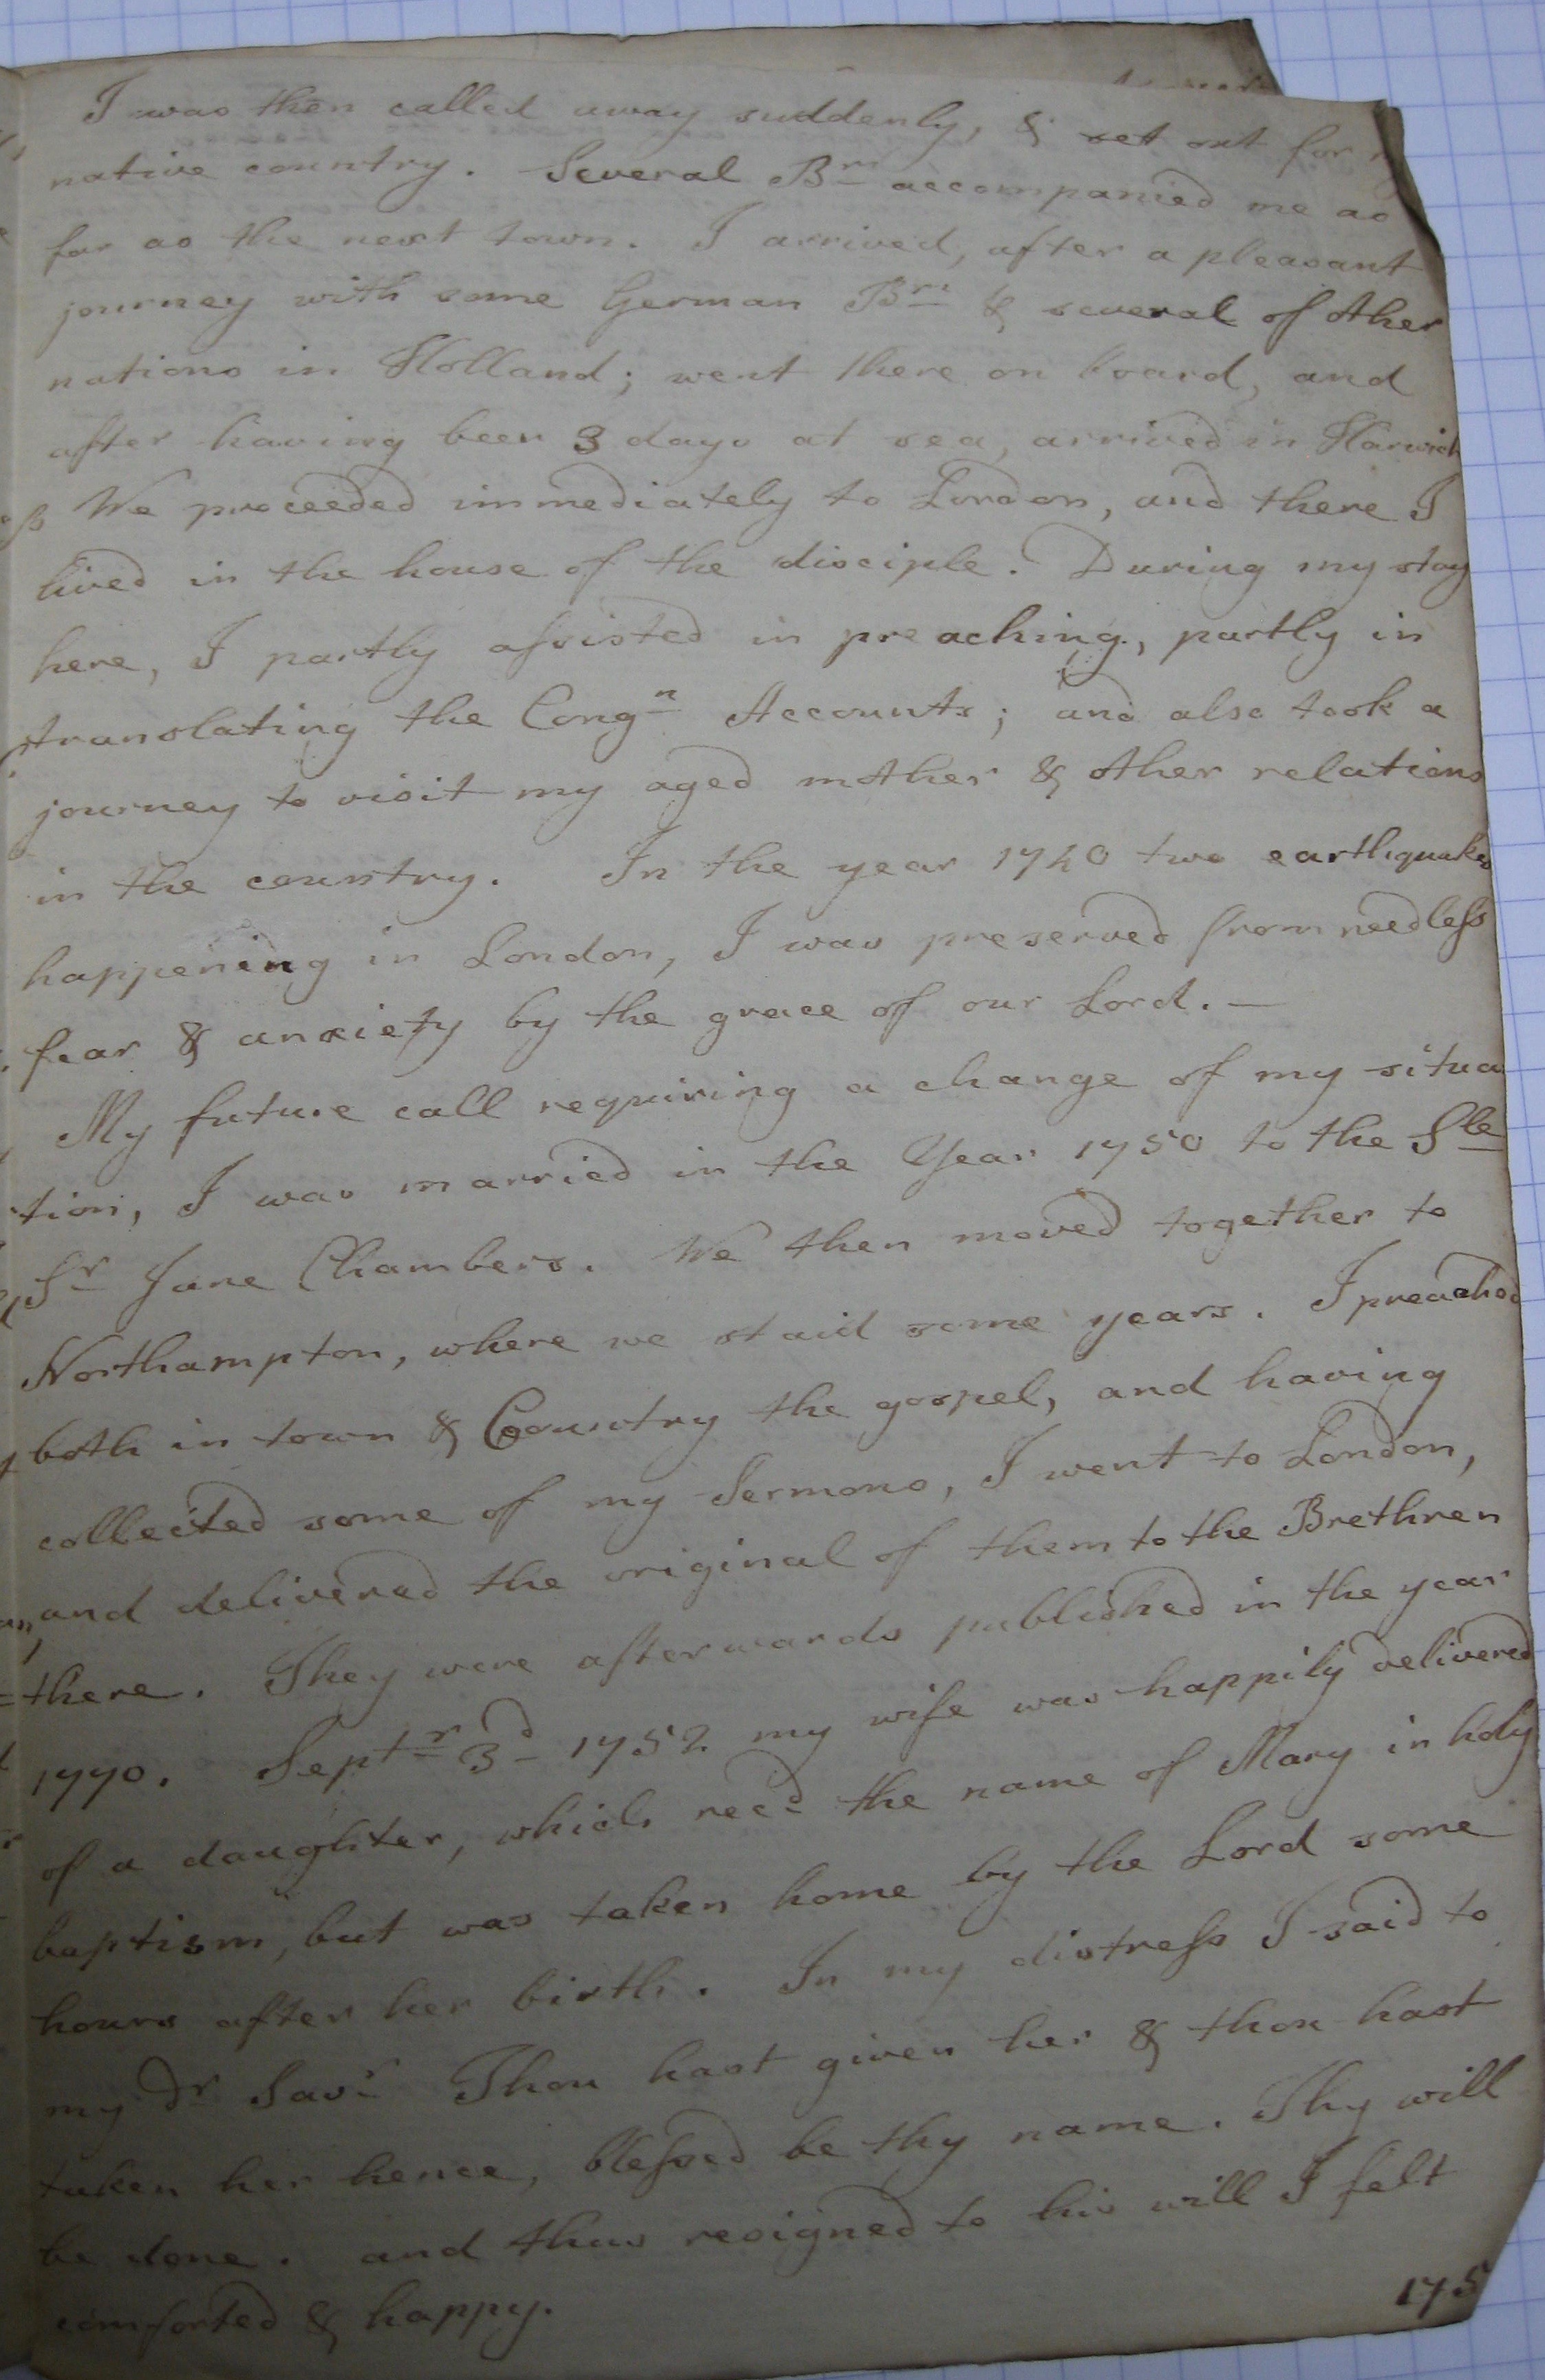 I was then called away suddenly, & set out for
native country. Several Brn accompanied me as
far as the next town. I arrived, after a pleasant
journey with some German Brn & several of other
nations in Holland; went there on board, and
after having been 3 days at sea, arrived in Harwich
We proceeded immediately to London, and there I
lived in the house of the disciple. During my stay
here, I partly assisted in preaching, partly in
translating the Congn Accounts; and also took a
journey to visit my aged mother & other relations
in the country. In the year 1740 two earthquakes
happening in London, I was preserved from needless
fear & anxiety by the grace of our Lord. —
My future call requiring a change of my situa
tion, I was married in the Year 1750 to the Sle
Sr Jane Chambers. We then moved together to
Northampton, where we staid some years. I preached
both in town & Country the gospel, and having
collected some of my Sermons, I went to London,
and delivered the original of them to the Brethren
there. They were afterwards published in the year
1770. Septr 3d 1752 my wife was happily delivered
of a daughter, which recd the name of Mary in holy
baptism, but was taken home by the Lord some
hours after her birth. In my distress I said to
my Dr Savr Thou hast given her & thou hast
taken her hence, blessed be thy name. Thy will
be done. and thus resigned to his will I felt
comforted & happy.
175